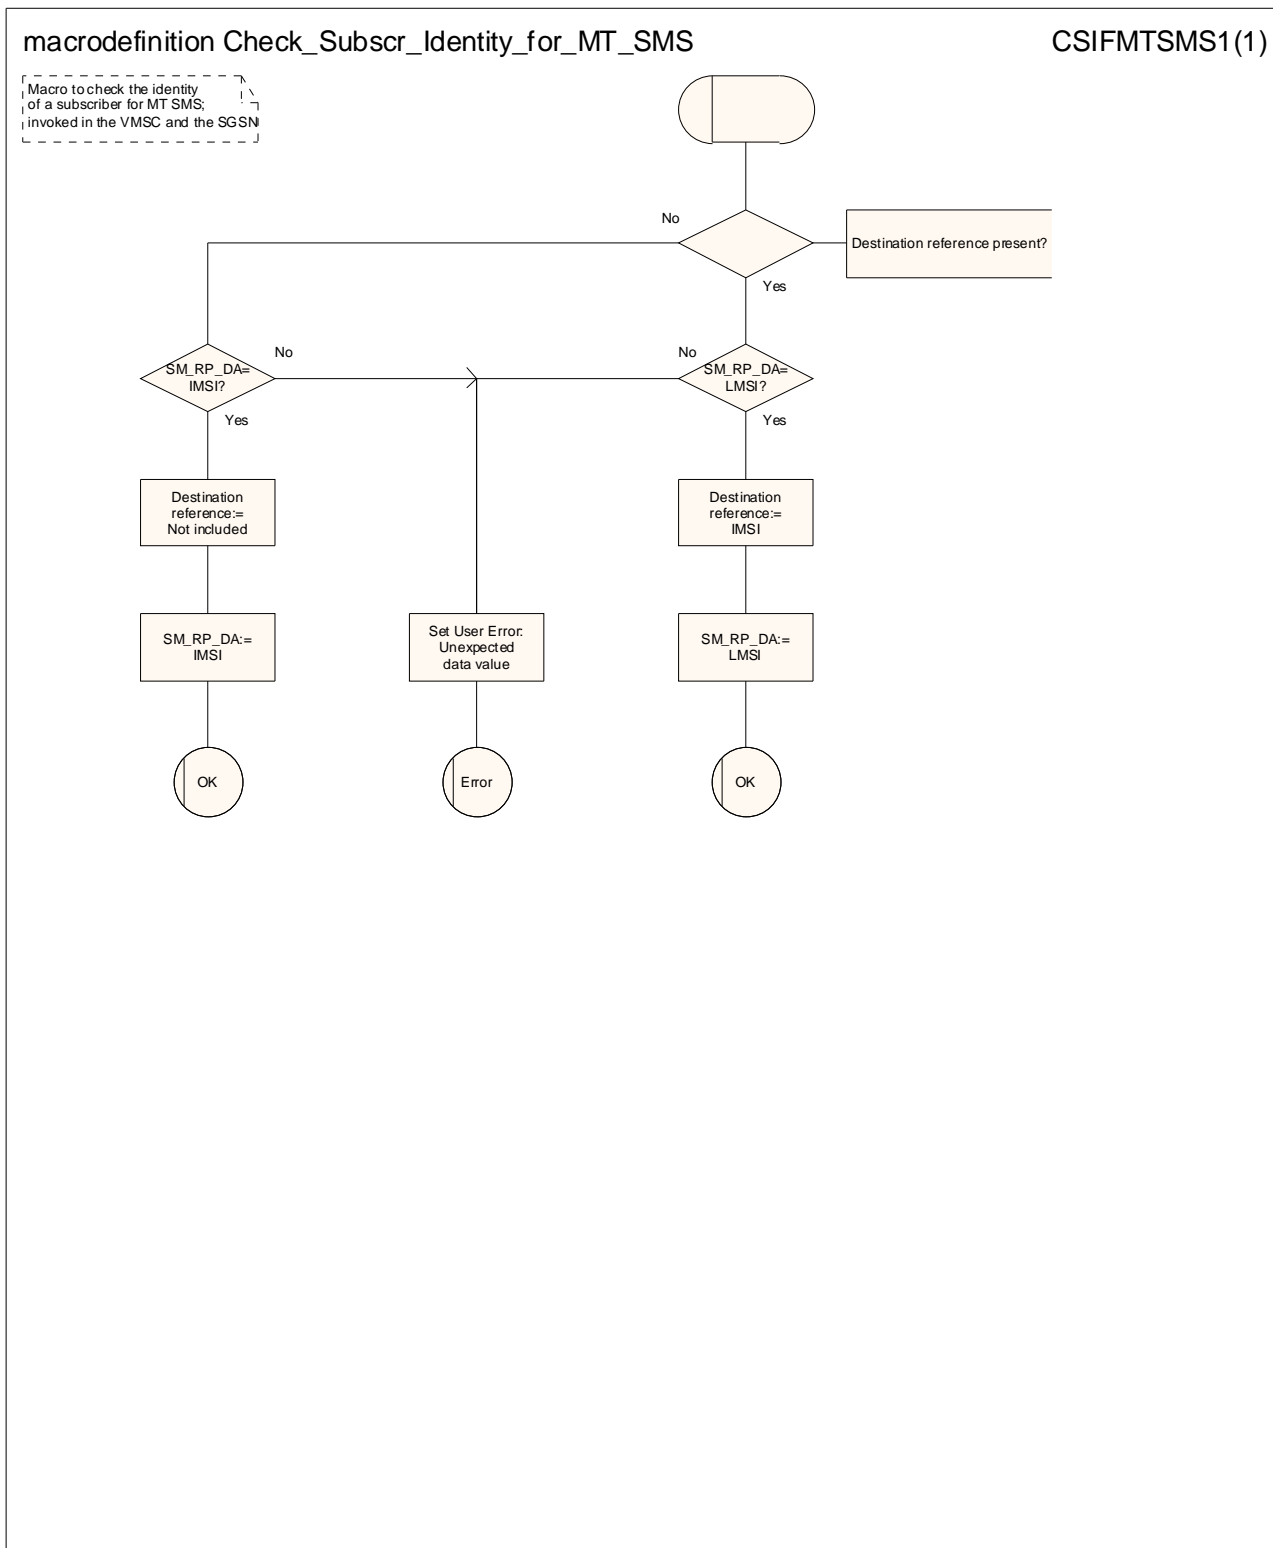 macrodefinition Check_Subscr_Identity_for_MT_SMS
CSIFMTSMS1(1)
Macro to check the identity
of a subscriber for MT SMS;
invoked in the VMSC and the SGSN
No
Destination reference present?
Yes
SM_RP_DA=
IMSI?
No
Yes
No
SM_RP_DA=
LMSI?
Yes
Destination
reference:=
Not included
Destination
reference:=
IMSI
SM_RP_DA:=
IMSI
Set User Error:
Unexpected
data value
SM_RP_DA:=
LMSI
OK
Error
OK